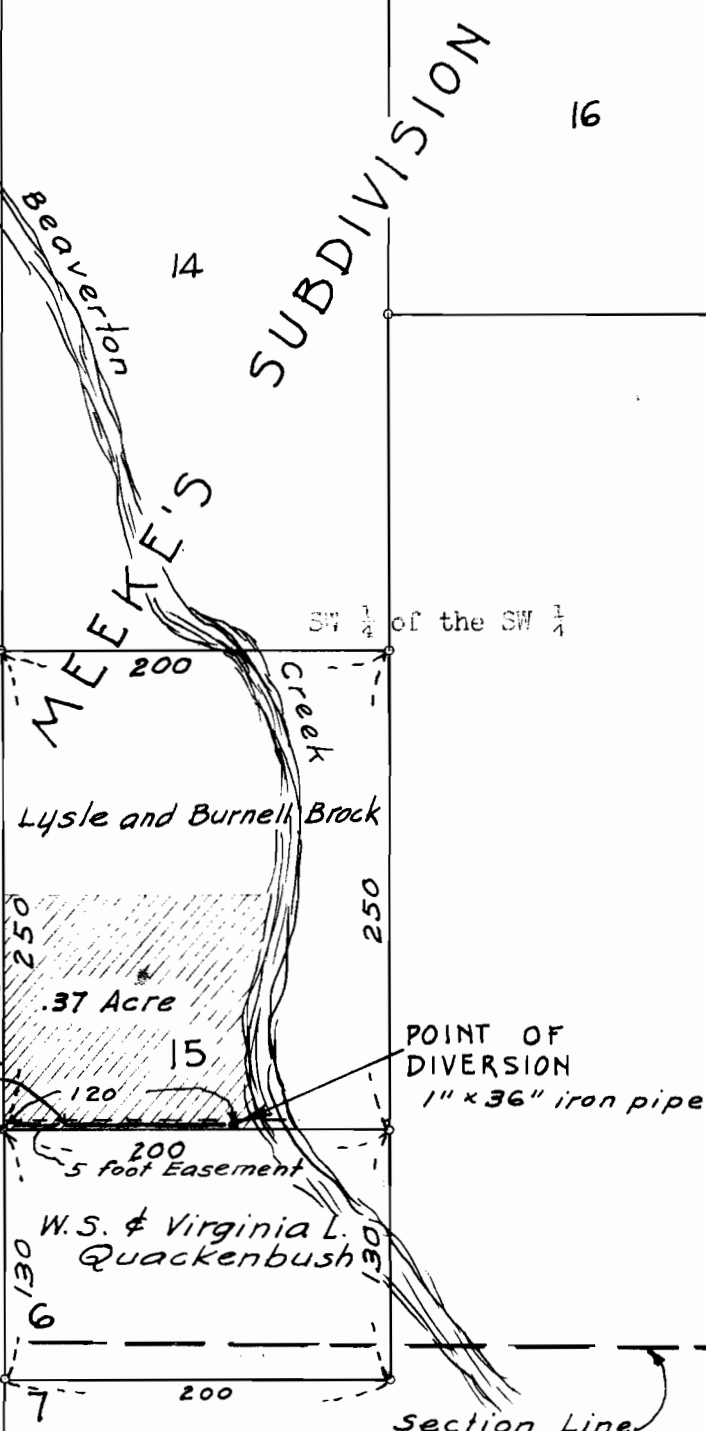 16
SUBDIVISION
Beaverton
14
MEEKE'S
SW 1/4 of the SW 1/4
200
Creek
Lysle and Burnell Brock
250
250
.37 Acre
15
POINT OF
DIVERSION
1" x 36" iron pipe
120
200
5 foot Easement
W.S. & Virginia L.
Quackenbush
130
130
6
200
7
Section Line